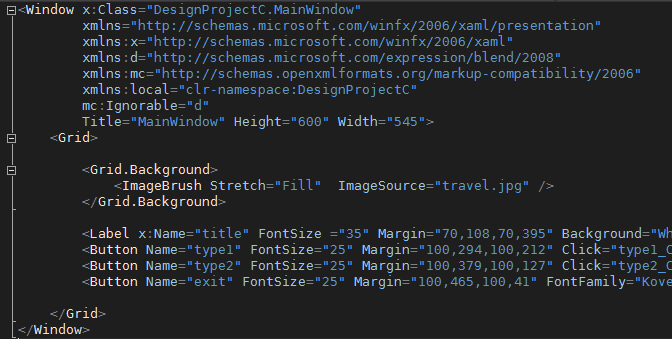 <Window x:Class="DesignProjectC.MainWindow"
xmlns="http://schemas.microsoft.com/winfx/2006/xaml/presentation"
xmlns:x="http://schemas.microsoft.com/winfx/2006/xaml"
xmlns:d="http://schemas.microsoft.com/expression/blend/2008"
xmlns:mc="http://schemas.openxmlformats.org/markup-compatibility/2006"
xmlns:local="clr-namespace:DesignProjectC"
mc:Ignorable="d"
Title="MainWindow" Height="600" Width="545">
<Grid>
<Grid.Background>
<ImageBrush Stretch="Fill"  ImageSource="travel.jpg" />
</Grid.Background>
<Label x:Name="title" FontSize ="35" Margin="70,108,70,395" Background="Wh
<Button Name="type1" FontSize="25" Margin="100,294,100,212" Click="type1_C
<Button Name="type2" FontSize="25" Margin="100,379,100,127" Click="type2_C
<Button Name="exit" FontSize="25" Margin="100,465,100,41" FontFamily="Kove
</Grid>
</Window>